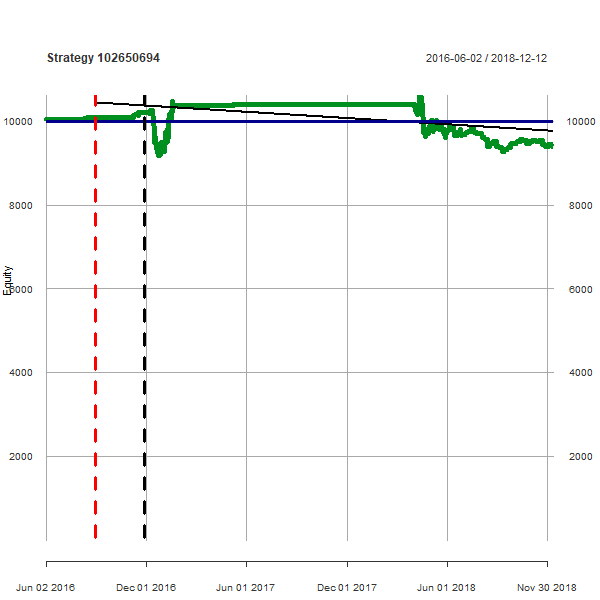 Strategy 102650694
2016-06-02 / 2018-12-12
10000
10000
8000
8000
Equity
6000
6000
4000
4000
2000
2000
Jun 02 2016
Dec 01 2016
Jun 01 2017
Dec 01 2017
Jun 01 2018
Nov 30 2018